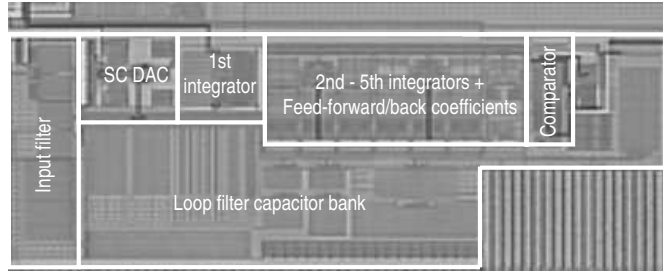 SC DAC
1st
integrator
2nd - 5th integrators +
Feed-forward/back coefficients
Comparator
Input filter
Loop filter capacitor bank